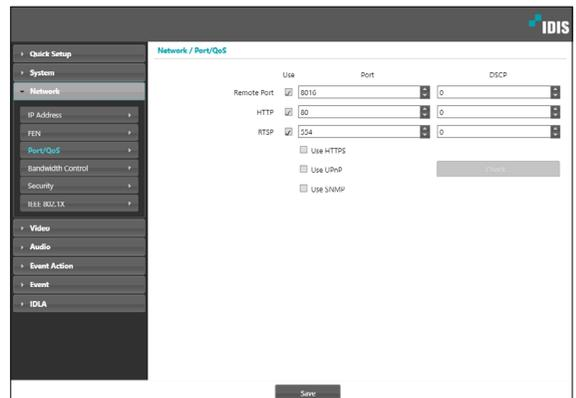 IDIS
Quick Setup
System
Network
IP Address
FEN
Port/QoS
Bandwidth Control
Security
IEEE 802.1X
Video
Audio
Event Action
Event
IDLA
Network / Port/QoS
Use Port DSCP
Remote Port 8016 0
HTTP 80 0
RTSP 554 0
Use HTTPS
Use UPnP Check
Use SNMP
Save